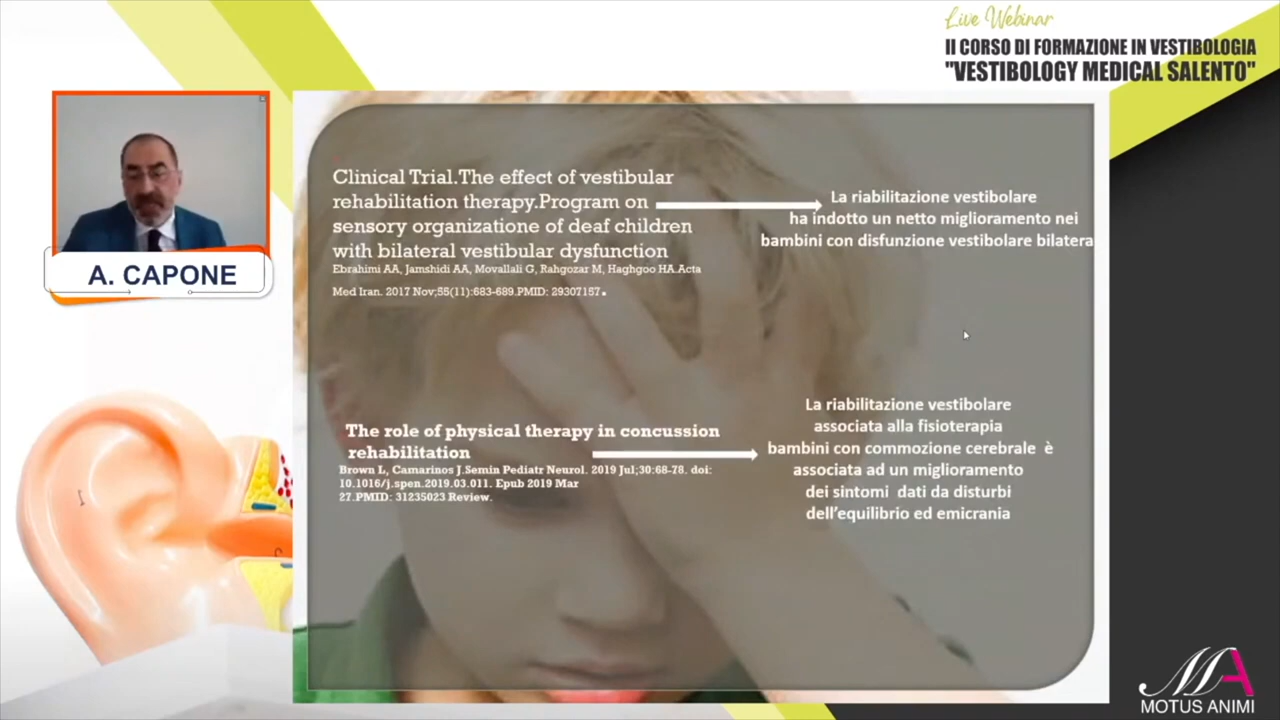 Live Webinar
II CORSO DI FORMAZIONE IN VESTIBOLOGIA
"VESTIBOLOGY MEDICAL SALENTO"
A. CAPONE
Clinical Trial.The effect of vestibular
rehabilitation therapy.Program on
sensory organizatione of deaf children
with bilateral vestibular dysfunction
Ebrahimi AA, Jamshidi AA, Movallali G, Rahgozar M, Haghgoo HA.Acta
Med Iran. 2017 Nov;55(11):683-689.PMID: 29307157.
La riabilitazione vestibolare
ha indotto un netto miglioramento nei
bambini con disfunzione vestibolare bilatera
The role of physical therapy in concussion
rehabilitation
Brown L, Camarinos J.Semin Pediatr Neurol. 2019 Jul;30:68-78. doi:
10.1016/j.spen.2019.03.011. Epub 2019 Mar
27.PMID: 31235023 Review.
La riabilitazione vestibolare
associata alla fisioterapia
bambini con commozione cerebrale è
associata ad un miglioramento
dei sintomi dati da disturbi
dell'equilibrio ed emicrania
MA
MOTUS ANIMI